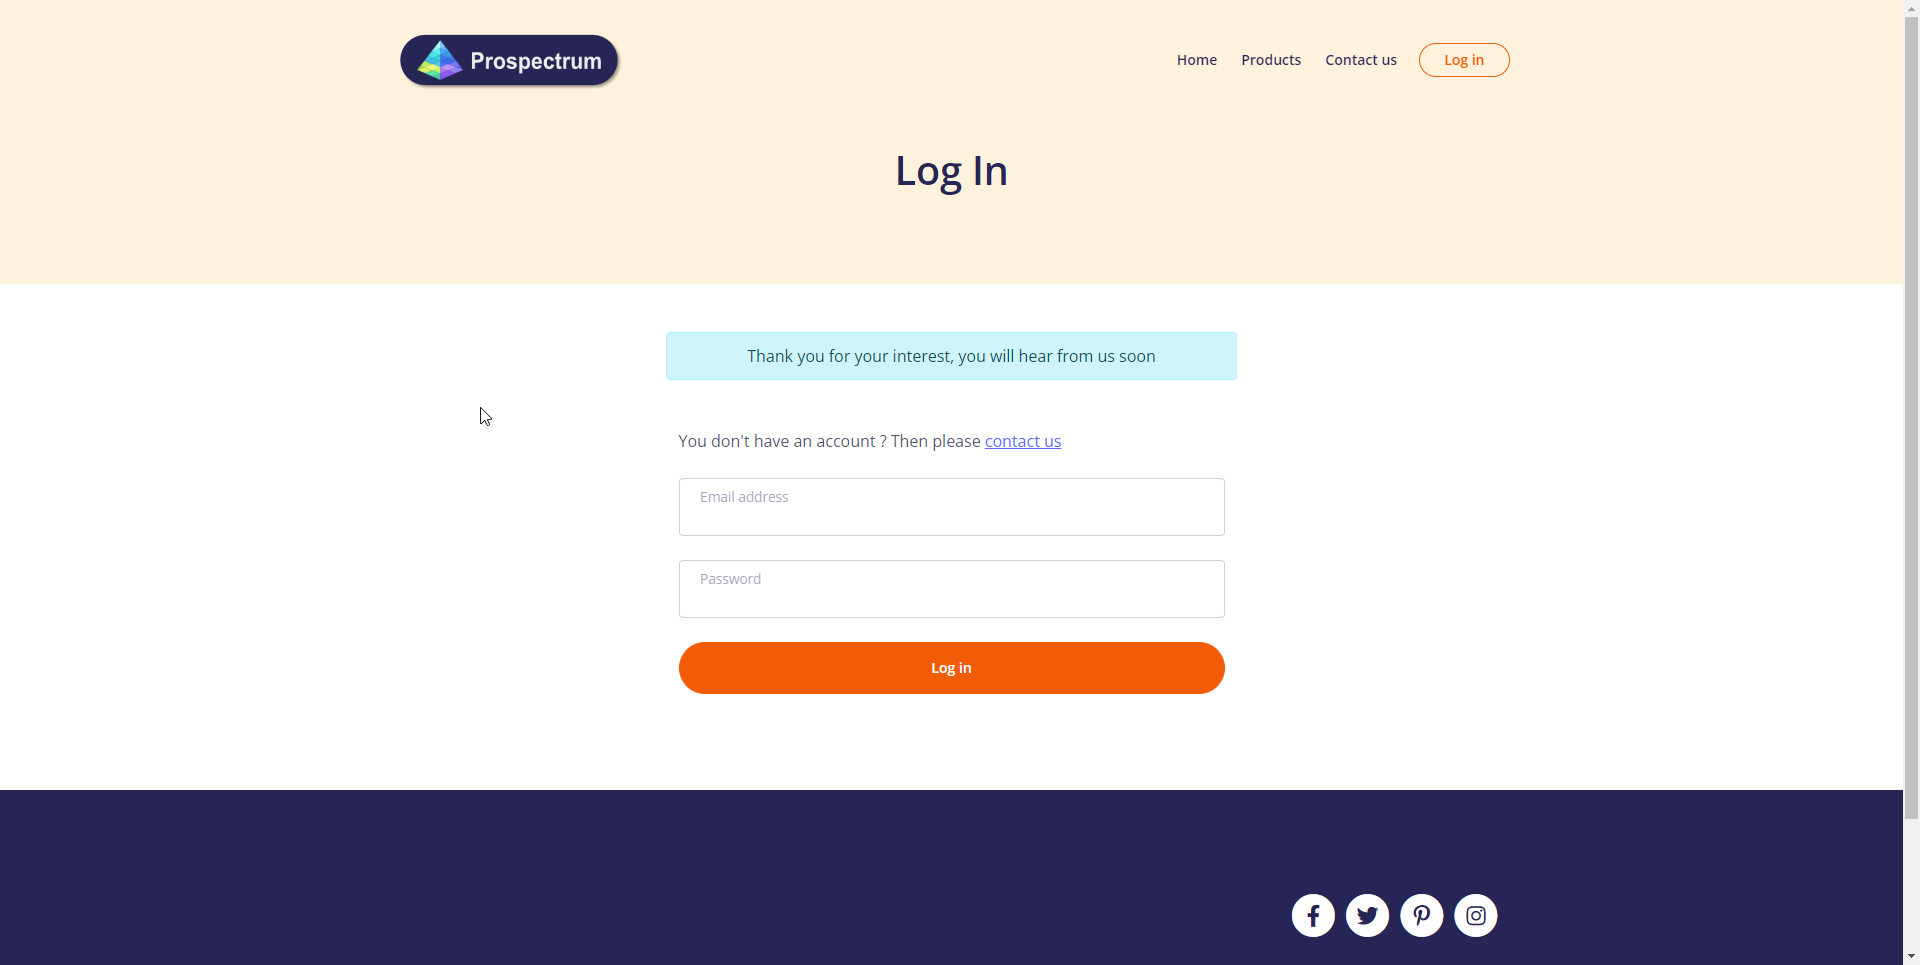 Prospectrum
Home Products Contact us Log in
Log In
Thank you for your interest, you will hear from us soon
You don't have an account ? Then please contact us
Email address
Password
Log in